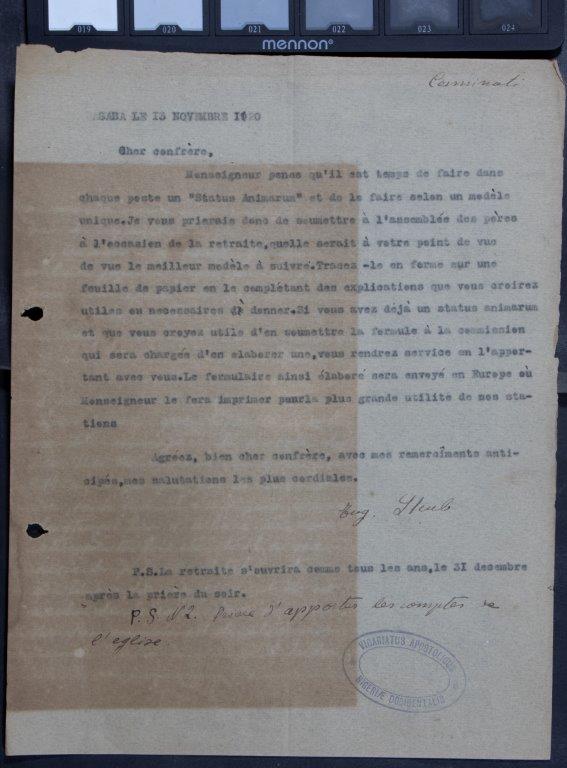 019 020 021 022 023 024
mennon®
ASABA LE 13 NOVEMBRE 1920
Cher confrère,
Monseigneur pense qu'il est temps de faire dans
chaque poste un "Status Animarum" et de le faire selon un modèle
unique.Je vous prierais donc de soumettre à l'assemblée des pères
à l'occasion de la retraite,quelle serait à votre point de vue
de vue le meilleur modèle à suivre.Tracez -le en forme sur une
feuille de papier en le complétant des explications que vous croirez
utiles ou necessaires dè donner.Si vous avez déjà un status animarum
et que vous croyez utile d'en soumettre la formule à la commission
qui sera chargée d'en elaborer une,vous rendrez service en l'appor-
tant avec vous.Le formulaire ainsi élaboré sera envoyé en Europe où
Monseigneur le fera imprimer pour la plus grande utilité de nos sta-
tions
Agreez, bien cher confrère, avec mes remercîments anti-
cipés,mes salutations les plus cordiales.
Eug. Strub
P.S.La retraite s'ouvrira comme tous les ans,le 31 decembre
après la prière du soir.
P.S. N2. Prière d'apporter les comptes de
l'eglise.
VICARIATUS APOSTOLICUS
NIGERIÆ OCCIDENTALIS